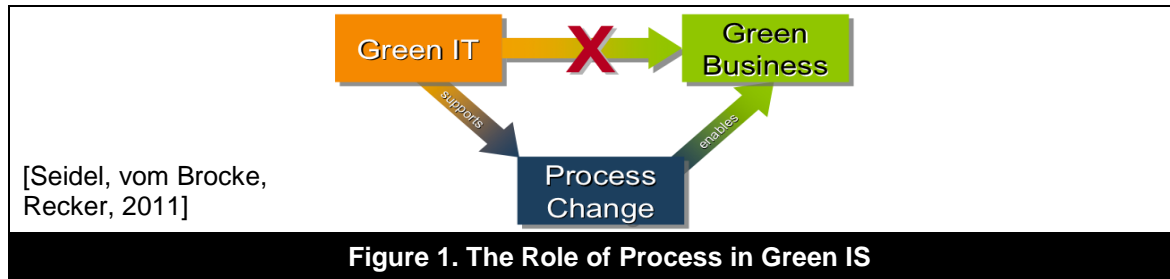 Green IT
X
Green
Business
supports
enables
Process
Change
[Seidel, vom Brocke,
Recker, 2011]
Figure 1. The Role of Process in Green IS